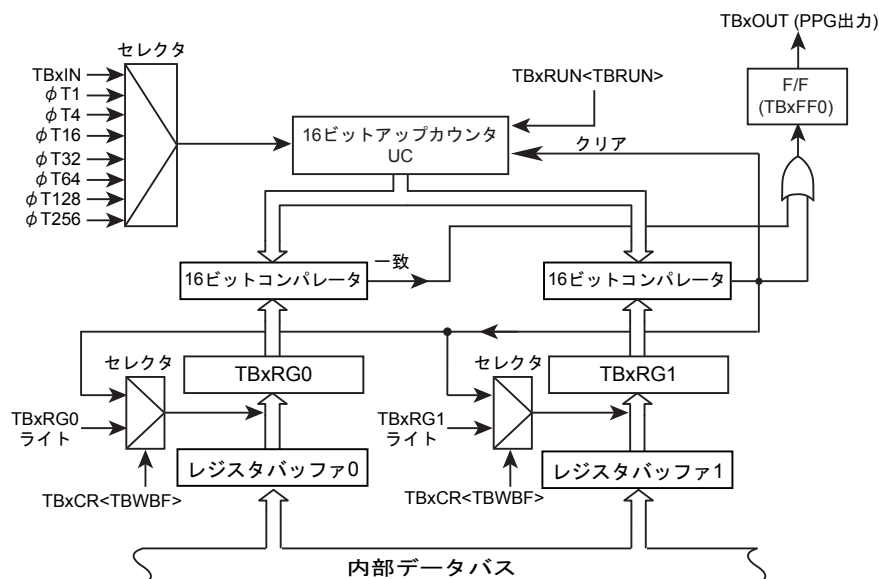 TBxOUT (PPG出力)
セレクタ
TBxIN
φT1
φT4
φT16
φT32
φT64
φT128
φT256
TBxRUN<TBRUN>
F/F
(TBxFF0)
16ビットアップカウンタ
UC
クリア
16ビットコンパレータ
一致
16ビットコンパレータ
セレクタ
TBxRG0
セレクタ
TBxRG1
TBxRG0
ライト
TBxRG1
ライト
レジスタバッファ0
レジスタバッファ1
TBxCR<TBWBF>
TBxCR<TBWBF>
内部データバス